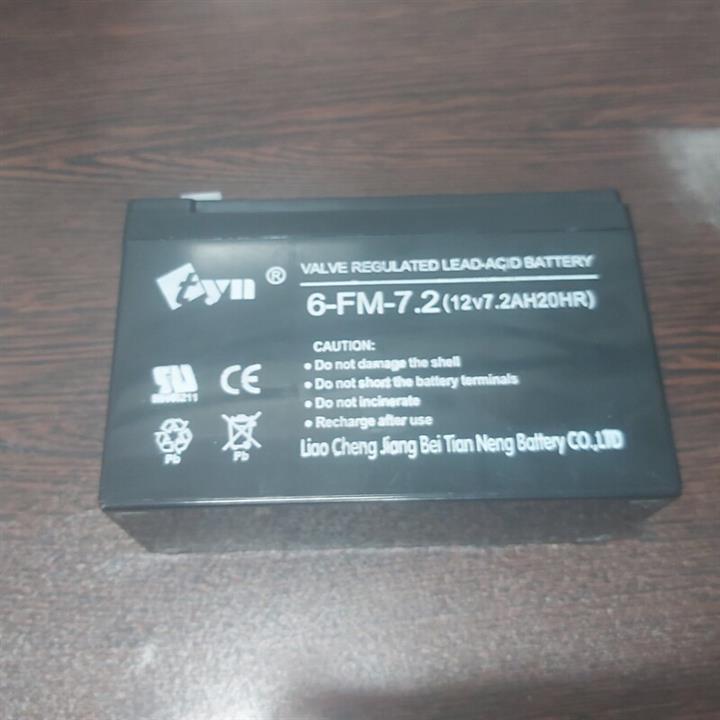 tyn ®
VALVE REGULATED LEAD-ACID BATTERY
6-FM-7.2 (12V7.2AH20HR)
CAUTION:
• Do not damage the shell
• Do not short the battery terminals
• Do not incinerate
• Recharge after use
Liao Cheng Jiang Bei Tian Neng Battery CO.,LTD
CE
Pb
Pb